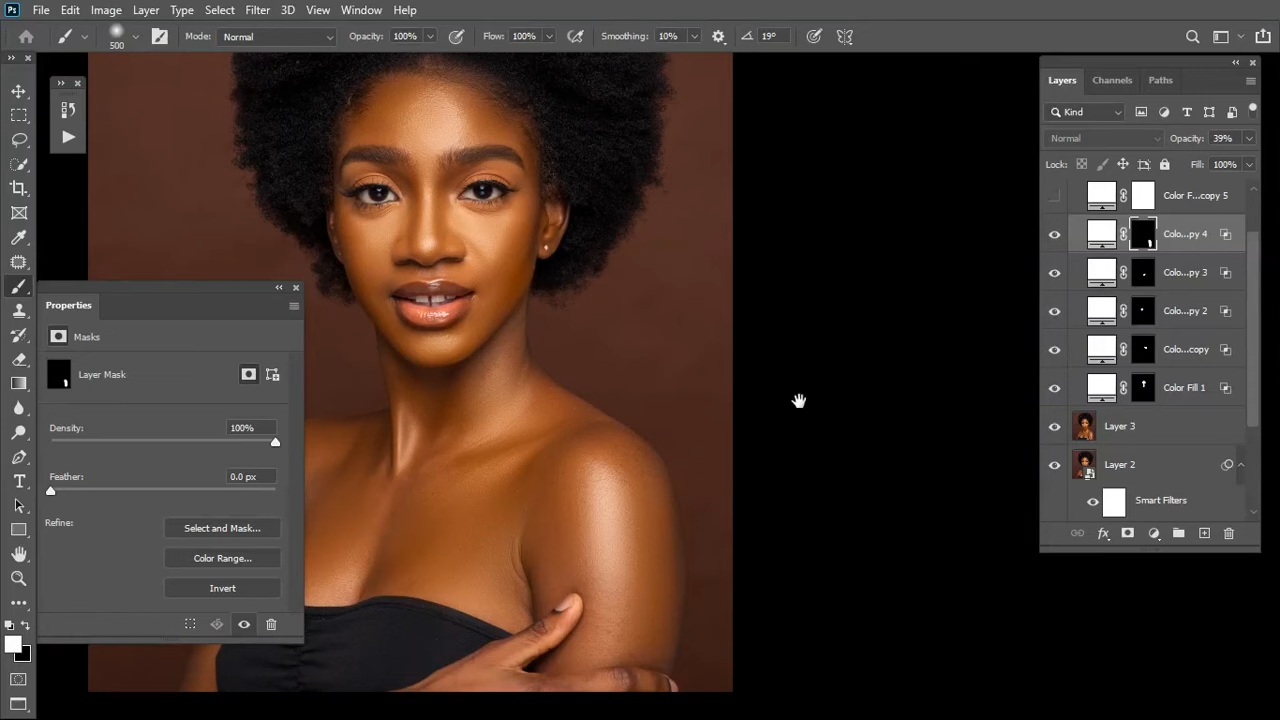 Ps File Edit Image Layer Type Select Filter 3D View Window Help
500 Mode: Normal Opacity: 100% Flow: 100% Smoothing: 10% 19°
Layers Channels Paths
Kind
Normal Opacity: 39%
Lock: Fill: 100%
Color F...copy 5
Colo...py 4
Colo...py 3
Colo...py 2
Colo...copy
Color Fill 1
Layer 3
Layer 2
Smart Filters
Properties
Masks
Layer Mask
Density: 100%
Feather: 0.0 px
Refine: Select and Mask...
Color Range...
Invert